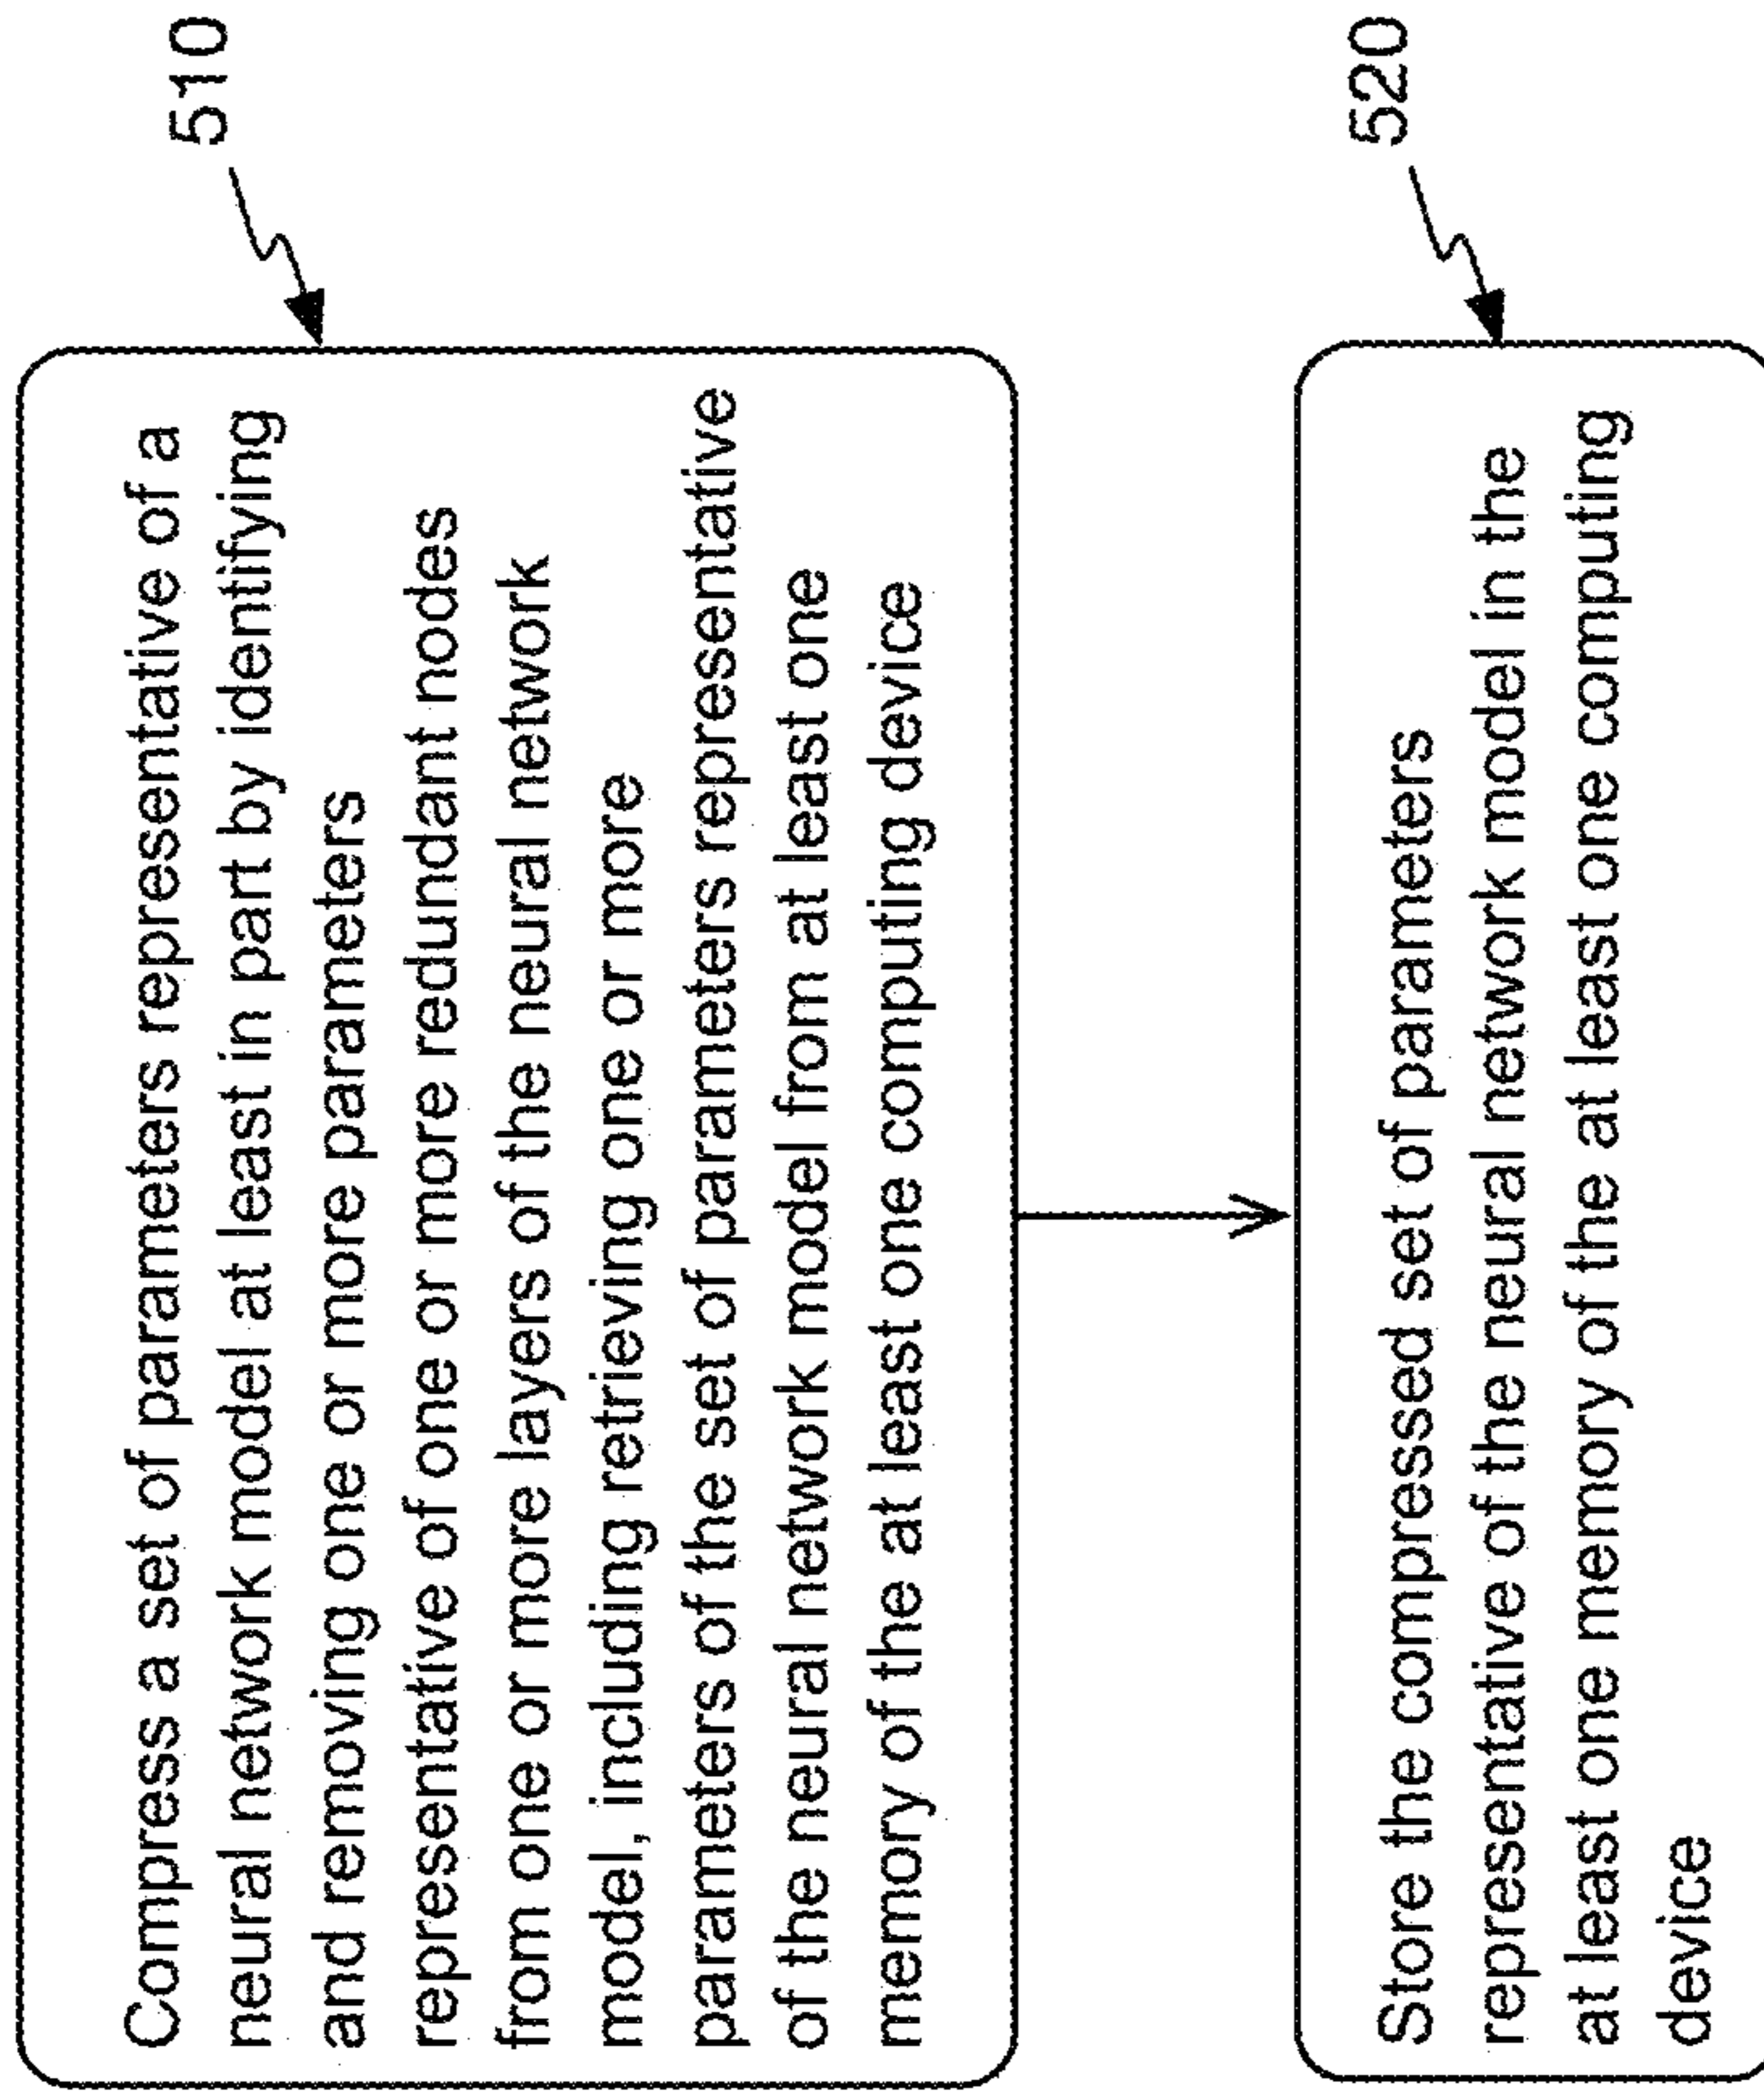 Compress a set of parameters representative of a
neural network model at least in part by identifying
and removing one or more parameters
representative of one or more redundant nodes
from one or more layers of the neural network
model, including retrieving one or more
parameters of the set of parameters representative
of the neural network model from at least one
memory of the at least one computing device
510
Store the compressed set of parameters
representative of the neural network model in the
at least one memory of the at least one computing
device
520